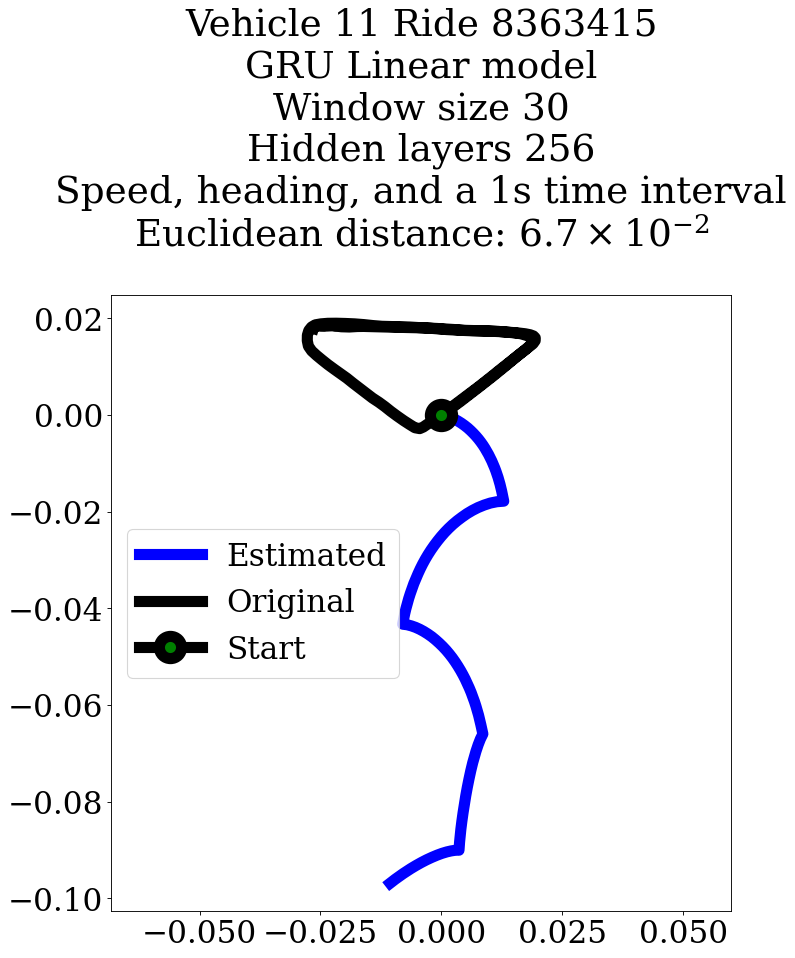 Vehicle 11 Ride 8363415
GRU Linear model
Window size 30
Hidden layers 256
Speed, heading, and a 1s time interval
Euclidean distance: 6.7 × 10⁻²
0.02
0.00
−0.02
−0.04
−0.06
−0.08
−0.10
Estimated
Original
Start
−0.050 −0.025 0.000 0.025 0.050